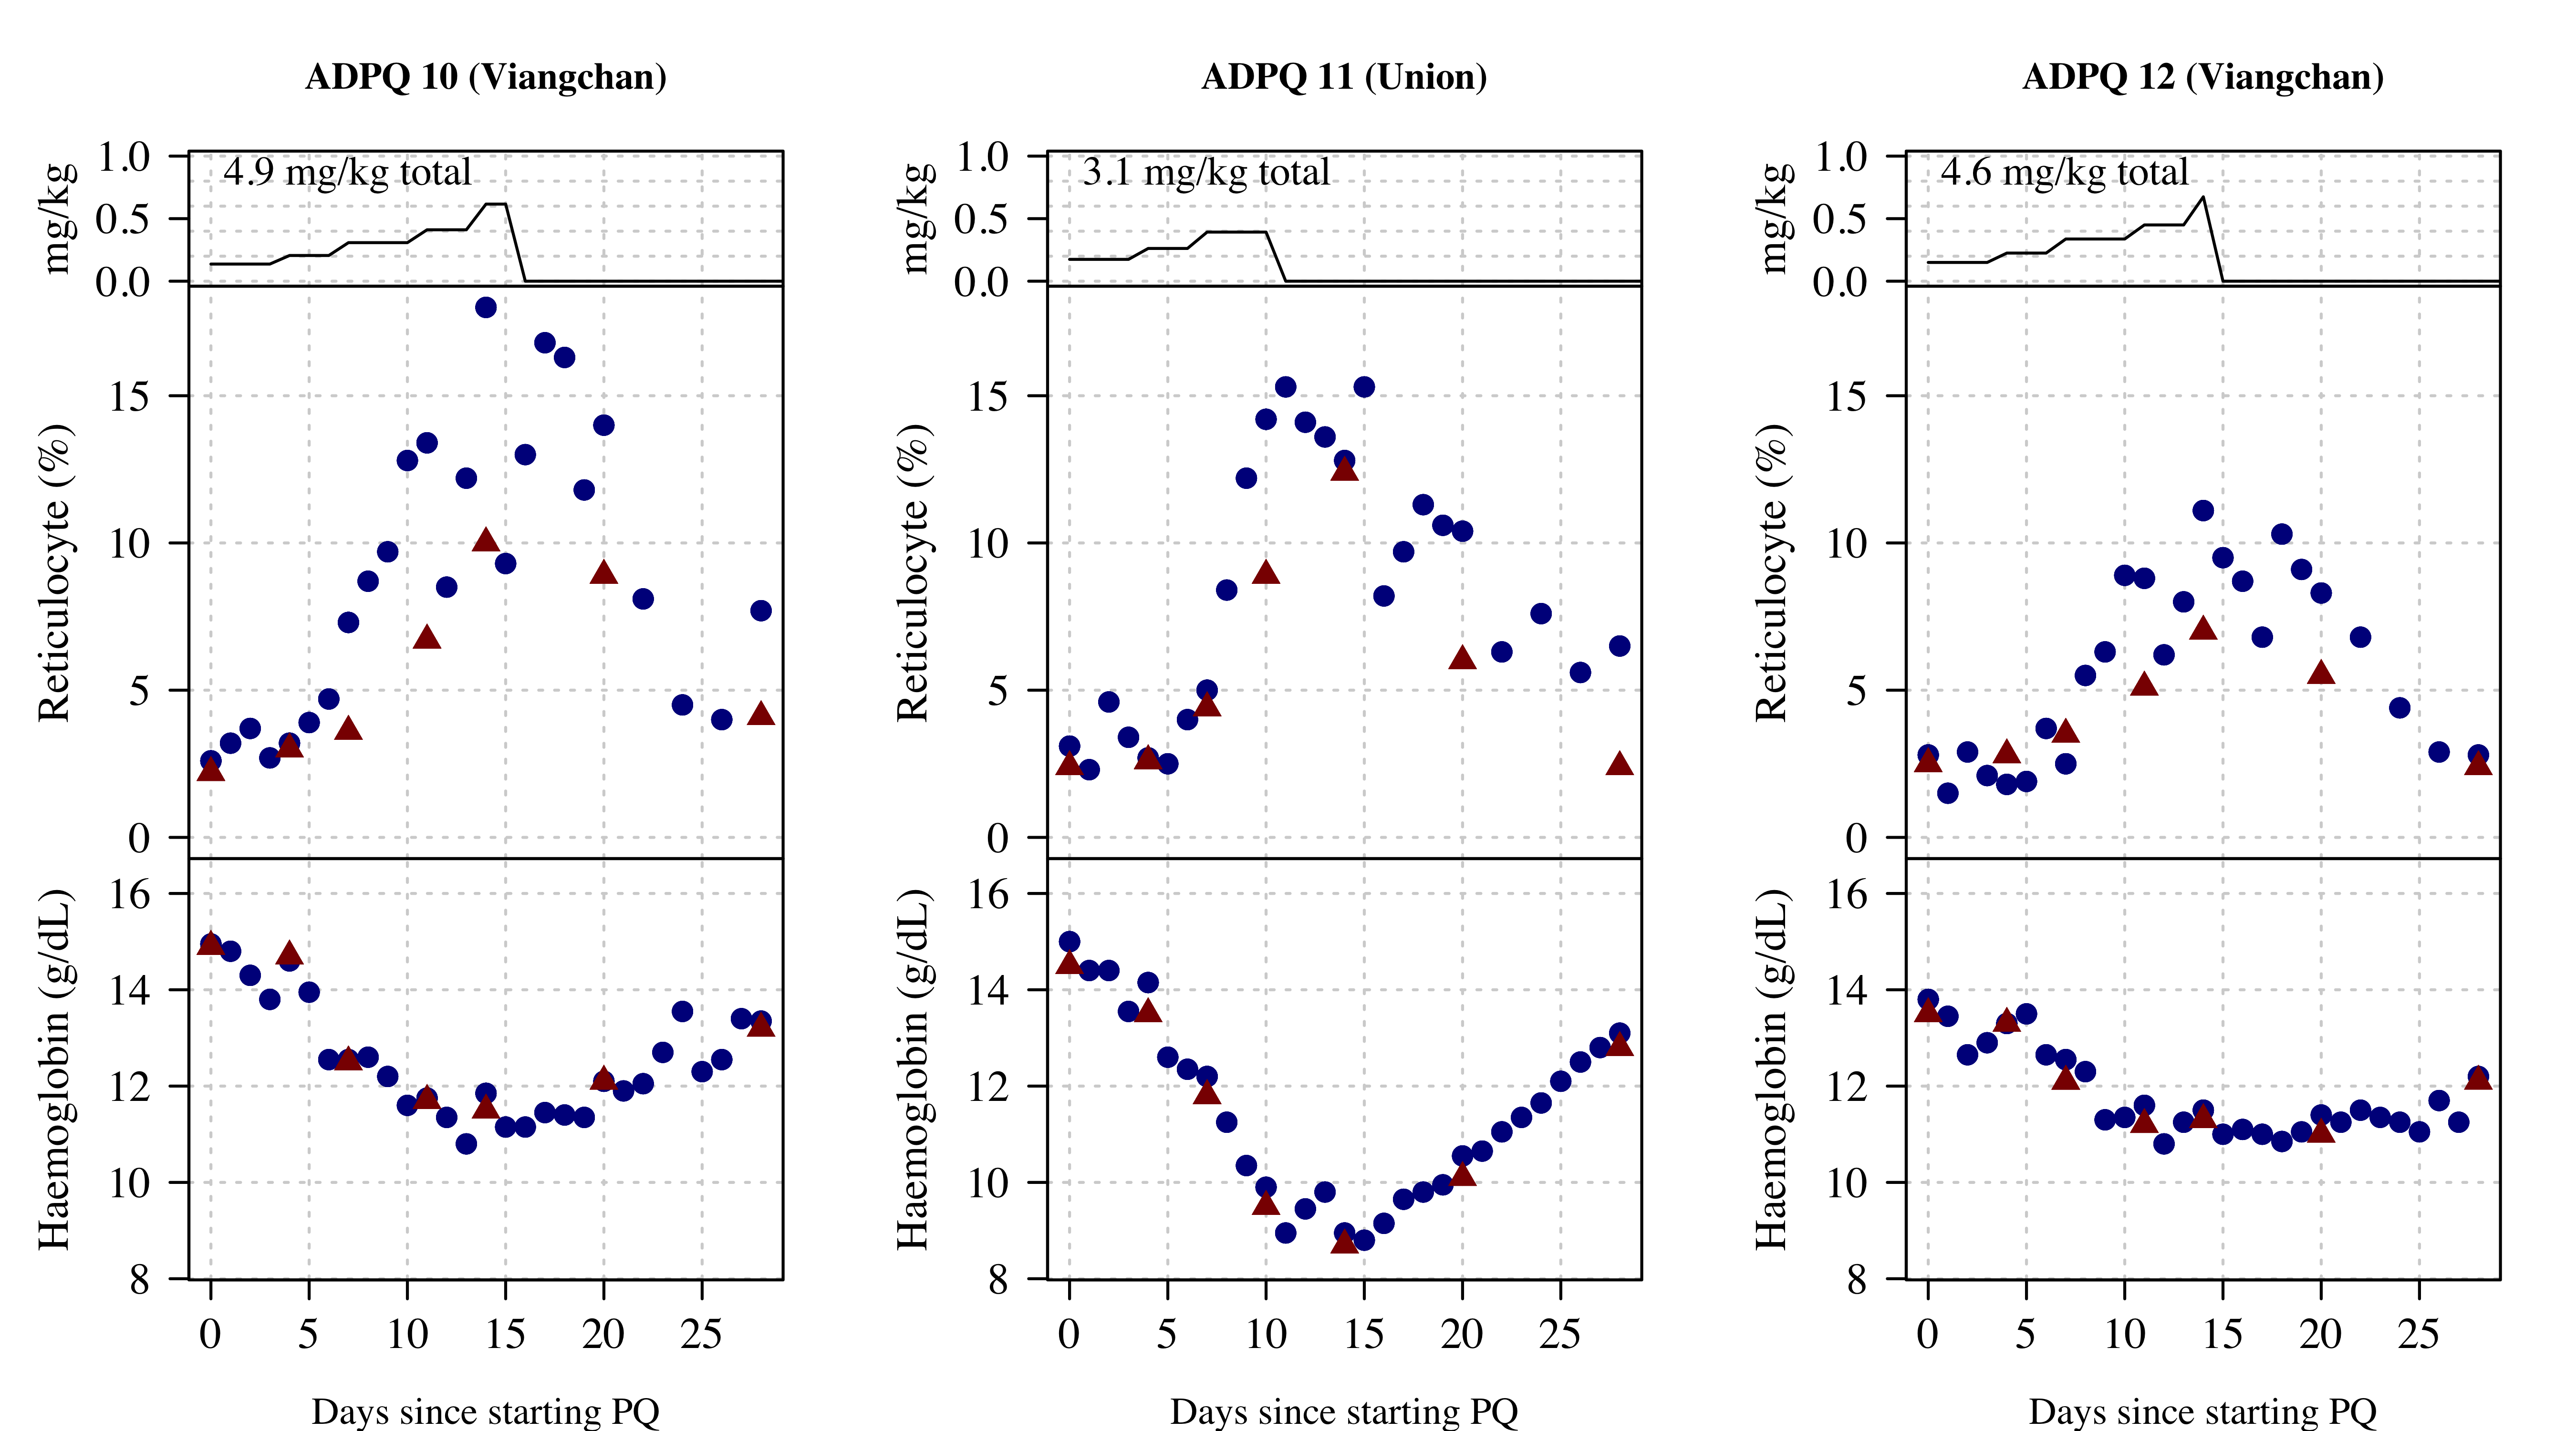 ADPQ 10 (Viangchan)
mg/kg
1.0
0.5
0.0
4.9 mg/kg total
Reticulocyte (%)
15
10
5
0
Haemoglobin (g/dL)
16
14
12
10
8
0 5 10 15 20 25
Days since starting PQ
ADPQ 11 (Union)
mg/kg
1.0
0.5
0.0
3.1 mg/kg total
Reticulocyte (%)
15
10
5
0
Haemoglobin (g/dL)
16
14
12
10
8
0 5 10 15 20 25
Days since starting PQ
ADPQ 12 (Viangchan)
mg/kg
1.0
0.5
0.0
4.6 mg/kg total
Reticulocyte (%)
15
10
5
0
Haemoglobin (g/dL)
16
14
12
10
8
0 5 10 15 20 25
Days since starting PQ